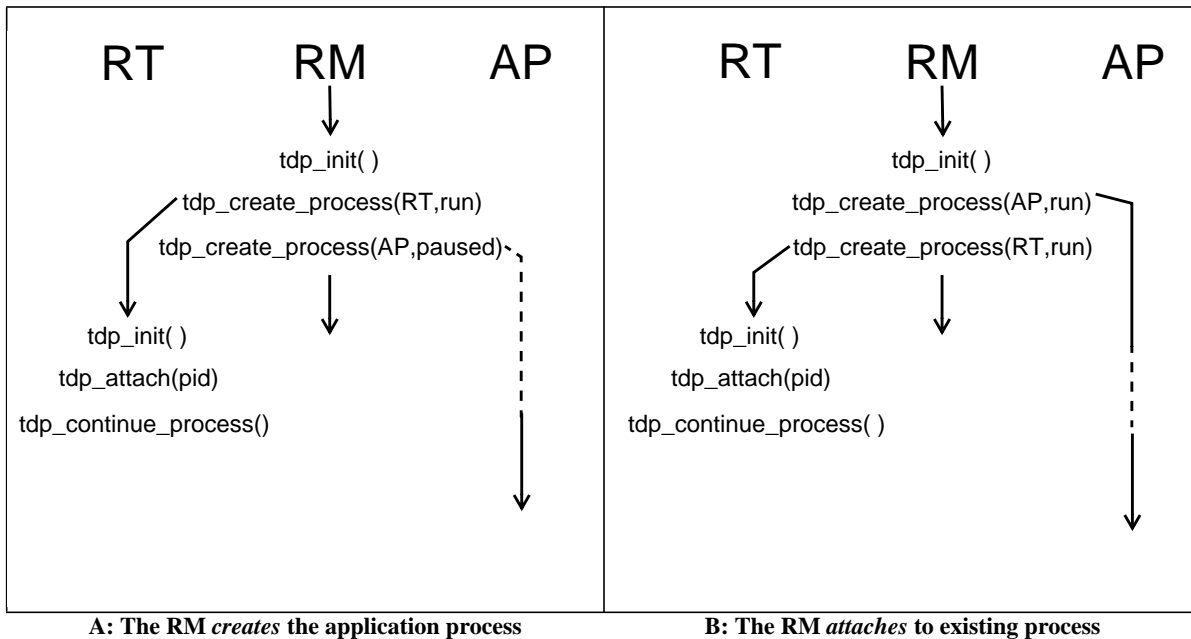 RT RM AP
tdp_init( )
tdp_create_process(RT,run)
tdp_create_process(AP,paused)
tdp_init( )
tdp_attach(pid)
tdp_continue_process()
A: The RM creates the application process
RT RM AP
tdp_init( )
tdp_create_process(AP,run)
tdp_create_process(RT,run)
tdp_init( )
tdp_attach(pid)
tdp_continue_process( )
B: The RM attaches to existing process